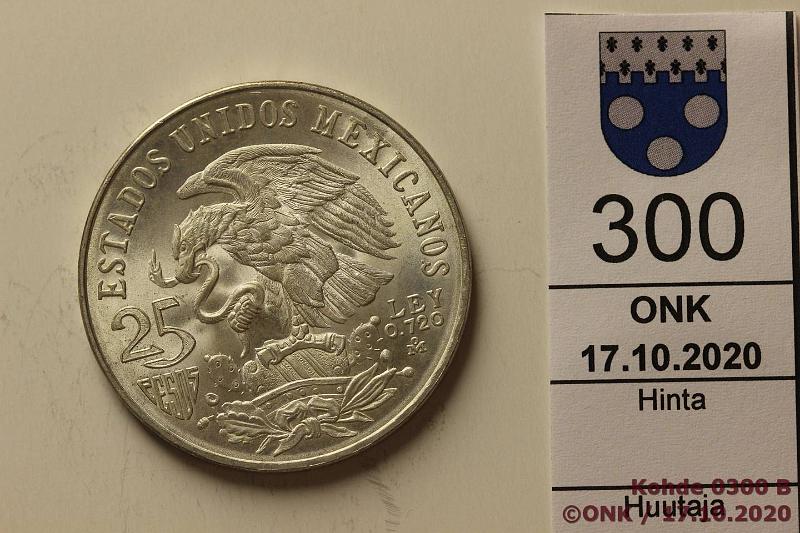 ESTADOS UNIDOS MEXICANOS
25
PESOS
LEY
0.720
Mo
300
ONK
17.10.2020
Hinta
Kohde 0300 B
Huutaja
©ONK / 17.10.2020